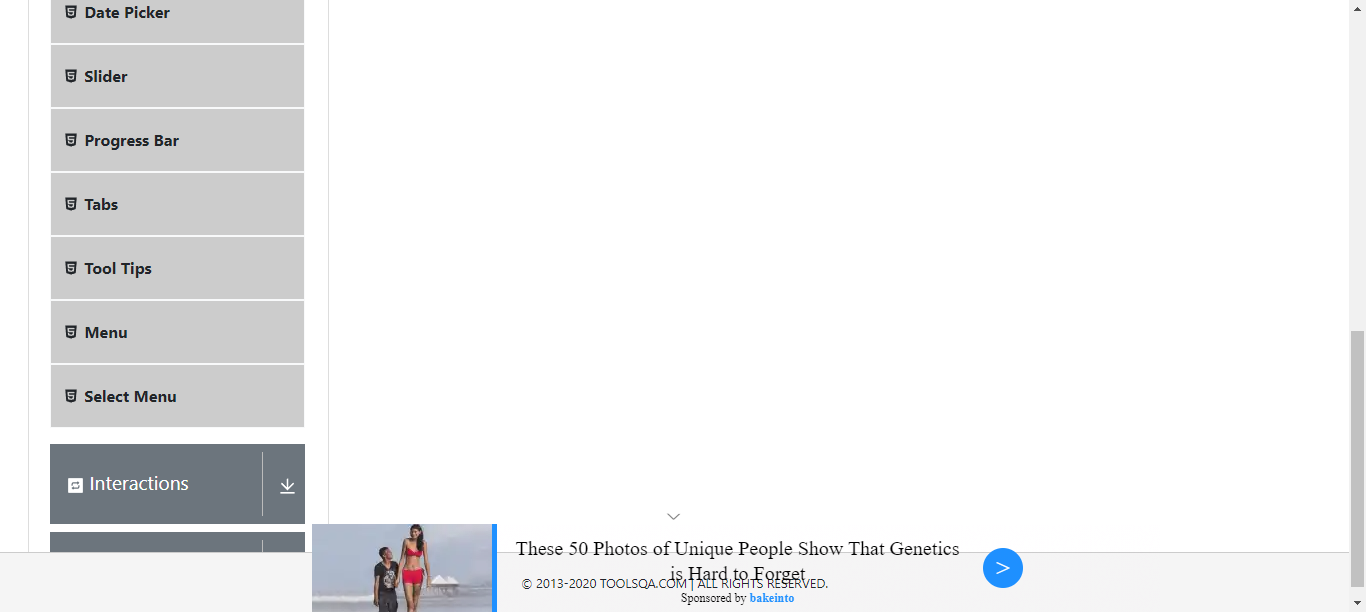 Date Picker
Slider
Progress Bar
Tabs
Tool Tips
Menu
Select Menu
Interactions
These 50 Photos of Unique People Show That Genetics
is Hard to Forget
© 2013-2020 TOOLSQA.COM | ALL RIGHTS RESERVED.
Sponsored by bakeinto